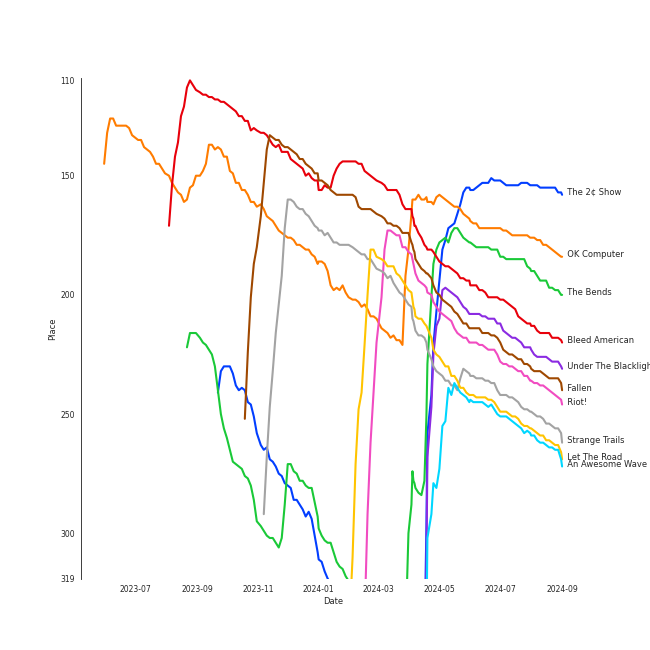 110
150
200
250
300
319
Place
2023-07
2023-09
2023-11
2024-01
2024-03
2024-05
2024-07
2024-09
Date
The 2¢ Show
OK Computer
The Bends
Bleed American
Under The Blackligh
Fallen
Riot!
Strange Trails
Let The Road
An Awesome Wave